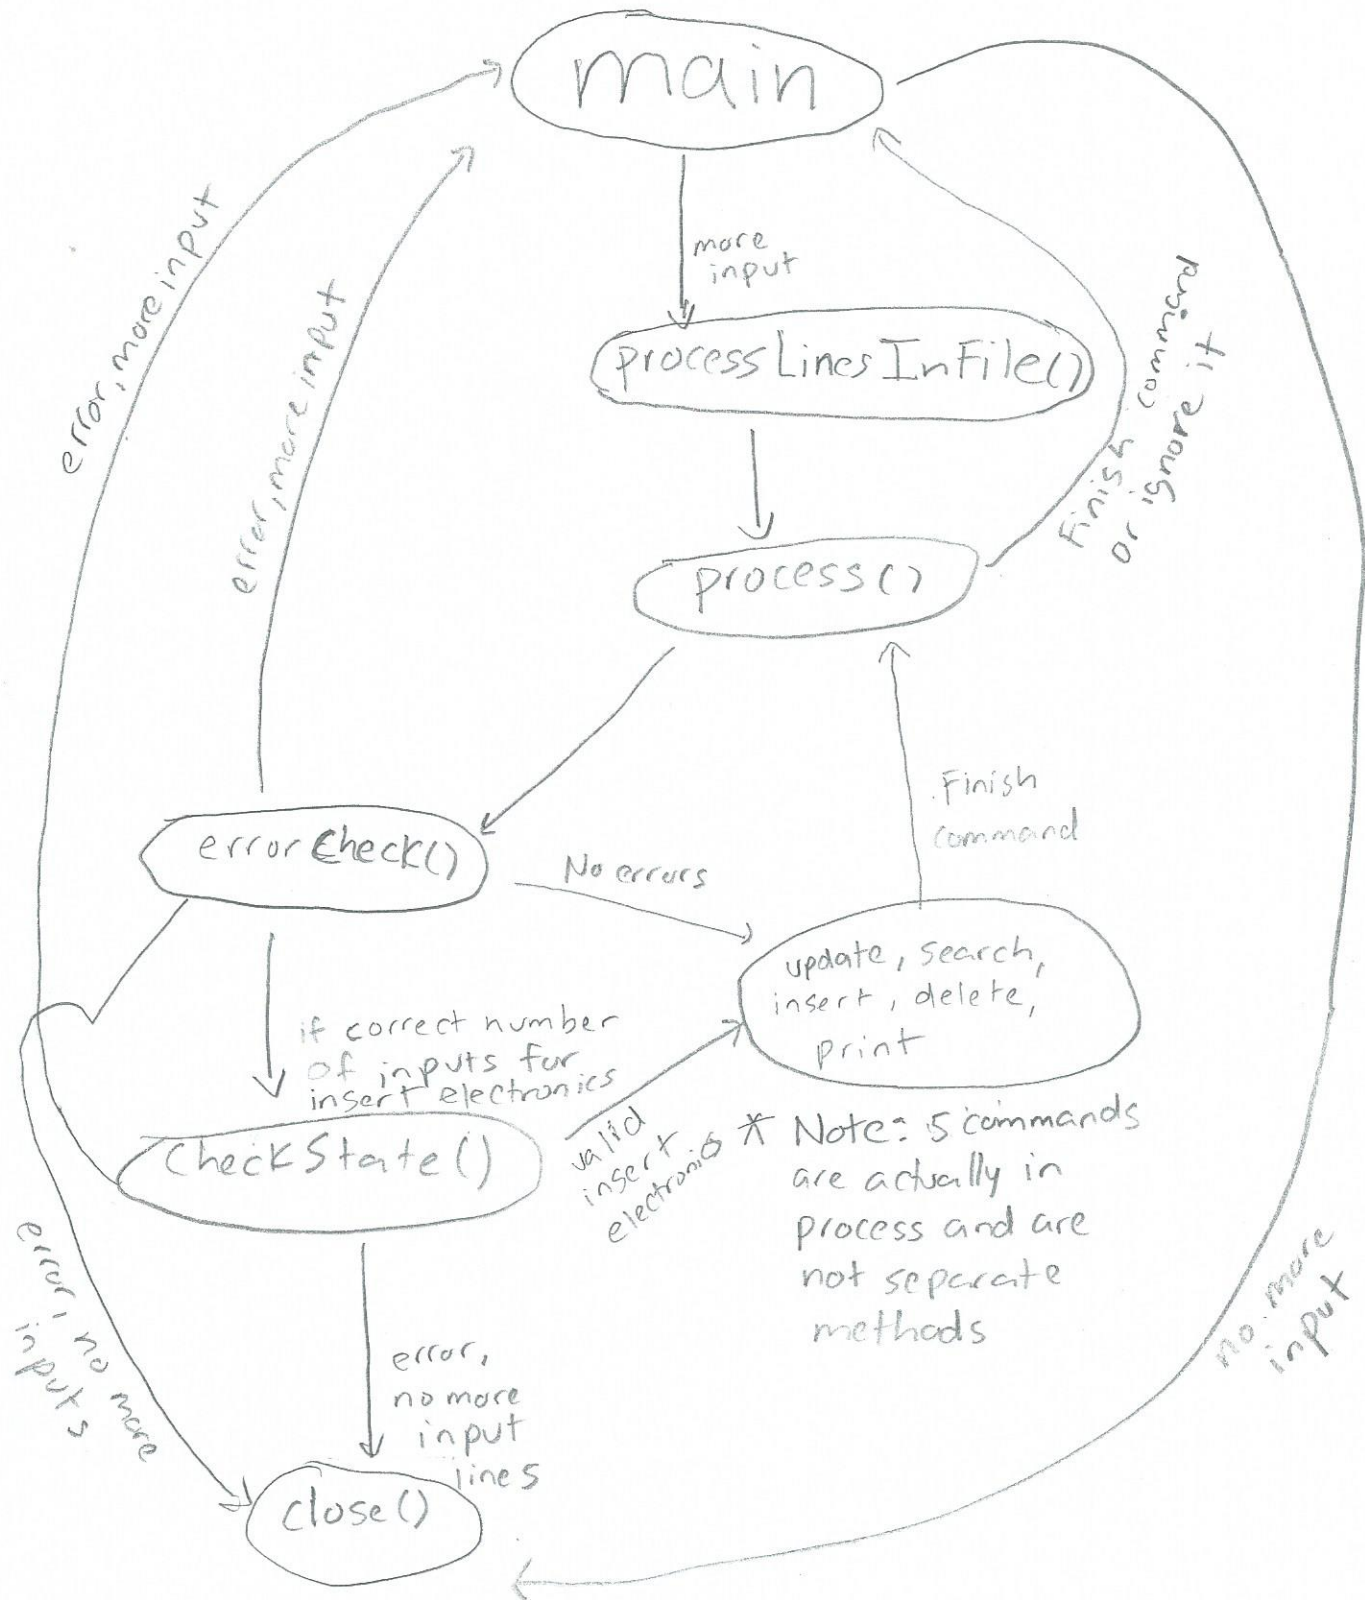 main
error, more input
error, more input
more
input
processLinesInFile()
Finish command
or ignore it
process()
Finish
command
errorCheck()
No errors
update, search,
insert, delete,
print
if correct number
of inputs for
insert electronics
CheckState()
valid
insert
electronics
* Note: 5 commands
are actually in
process and are
not separate
methods
error, no more
inputs
error,
no more
input
lines
no more
input
close()